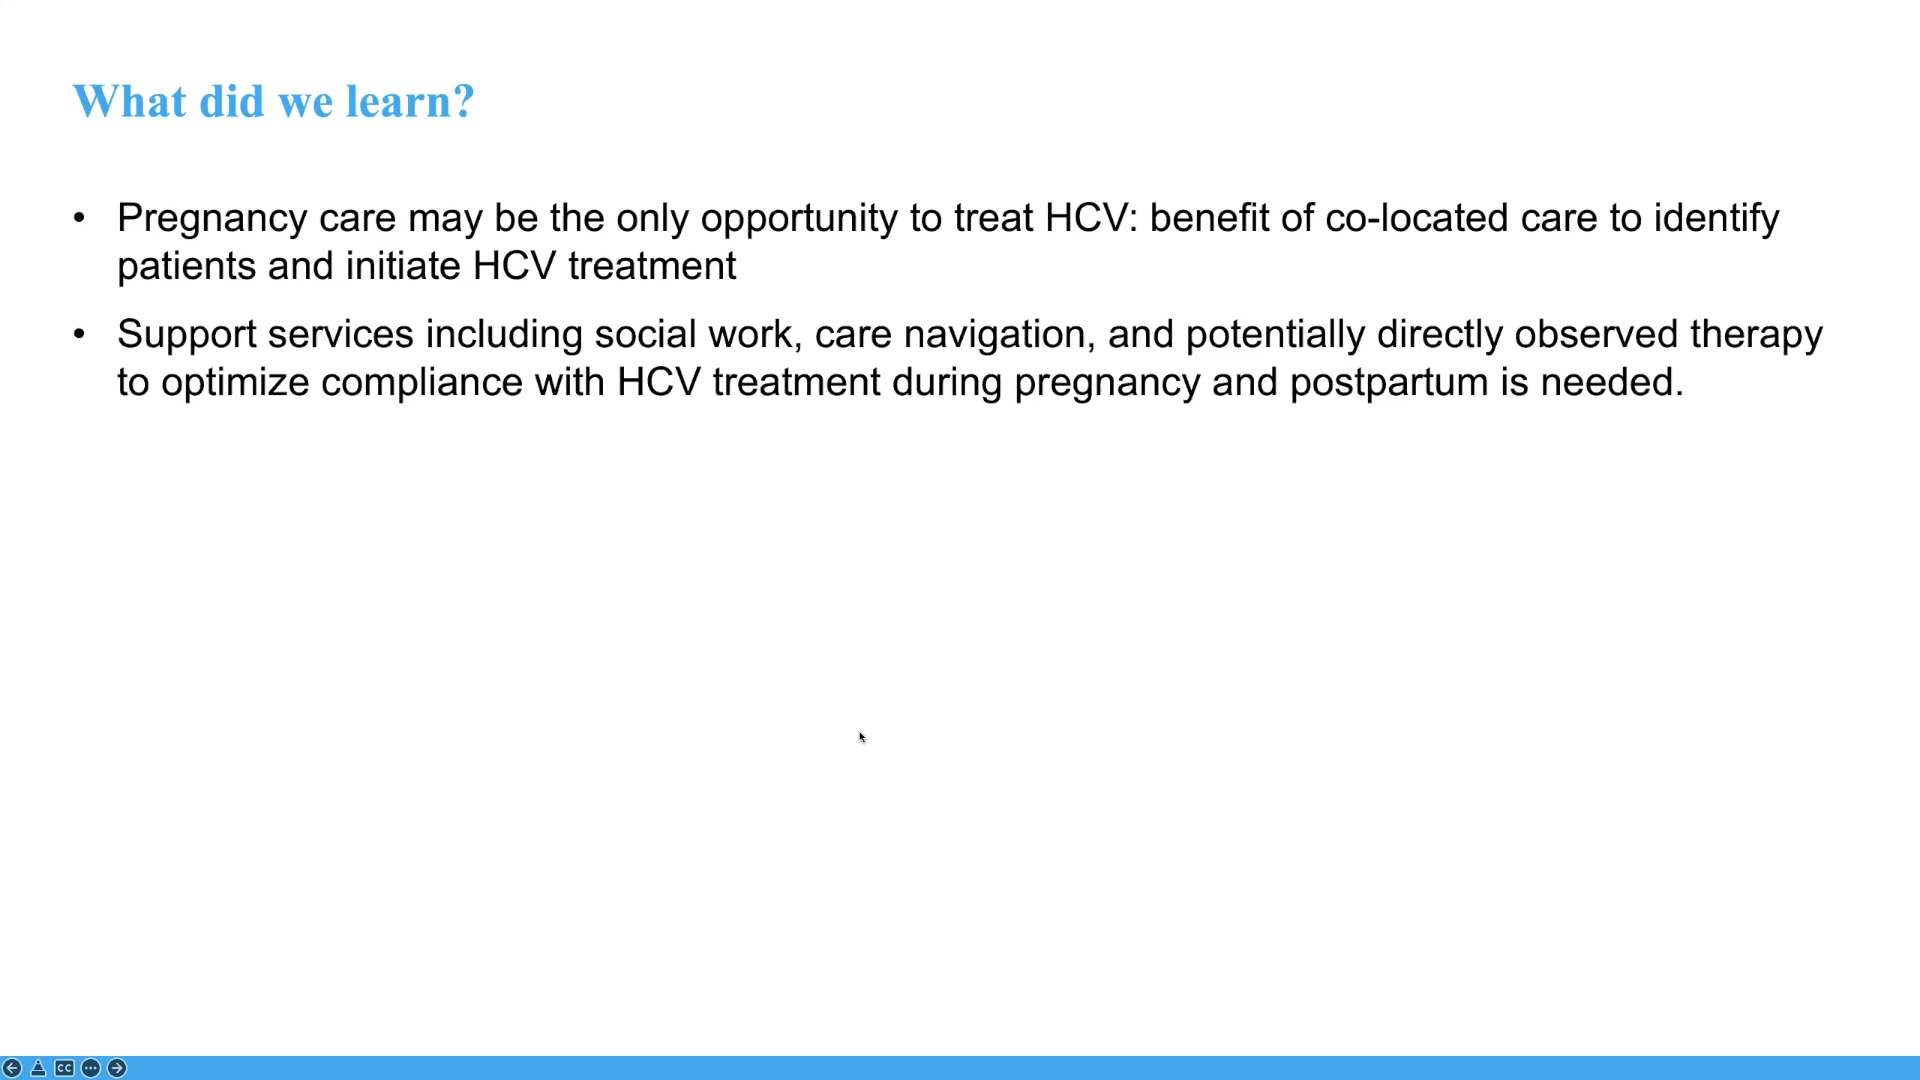 What did we learn?
• Pregnancy care may be the only opportunity to treat HCV: benefit of co-located care to identify
patients and initiate HCV treatment
• Support services including social work, care navigation, and potentially directly observed therapy
to optimize compliance with HCV treatment during pregnancy and postpartum is needed.
CC